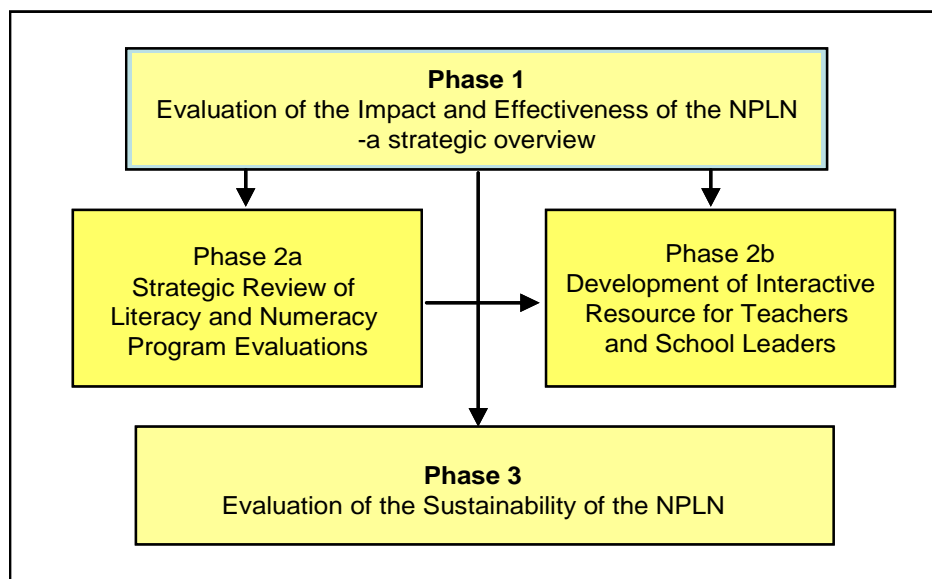 Phase 1
Evaluation of the Impact and Effectiveness of the NPLN
-a strategic overview
Phase 2a
Strategic Review of
Literacy and Numeracy
Program Evaluations
Phase 2b
Development of Interactive
Resource for Teachers
and School Leaders
Phase 3
Evaluation of the Sustainability of the NPLN